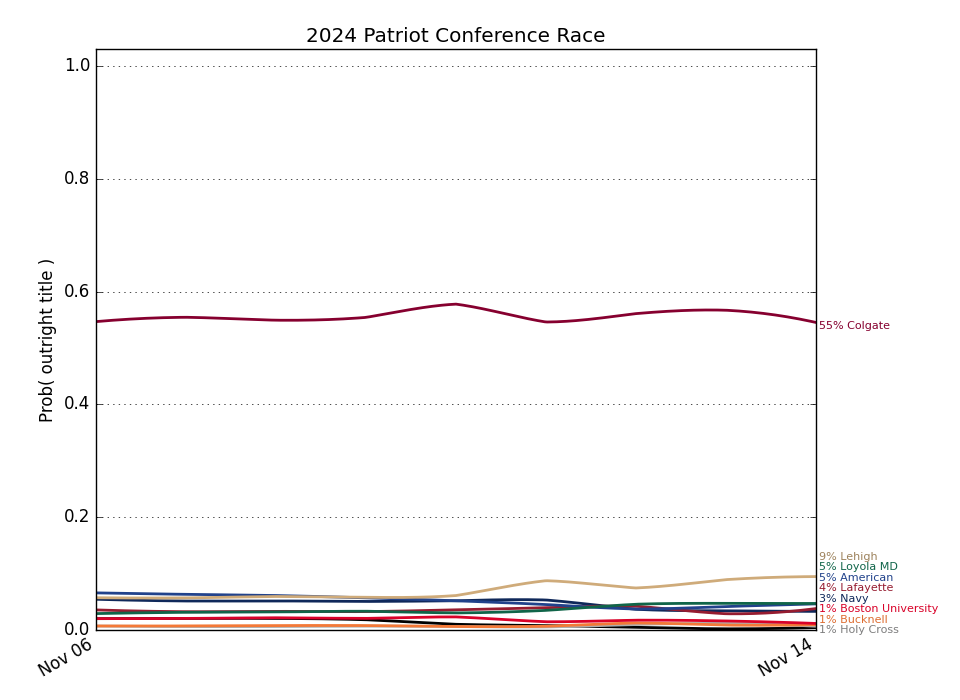 2024 Patriot Conference Race
1.0
0.8
0.6
0.4
0.2
0.0
Prob( outright title )
Nov 06
Nov 14
55% Colgate
9% Lehigh
5% Loyola MD
5% American
4% Lafayette
3% Navy
1% Boston University
1% Bucknell
1% Holy Cross